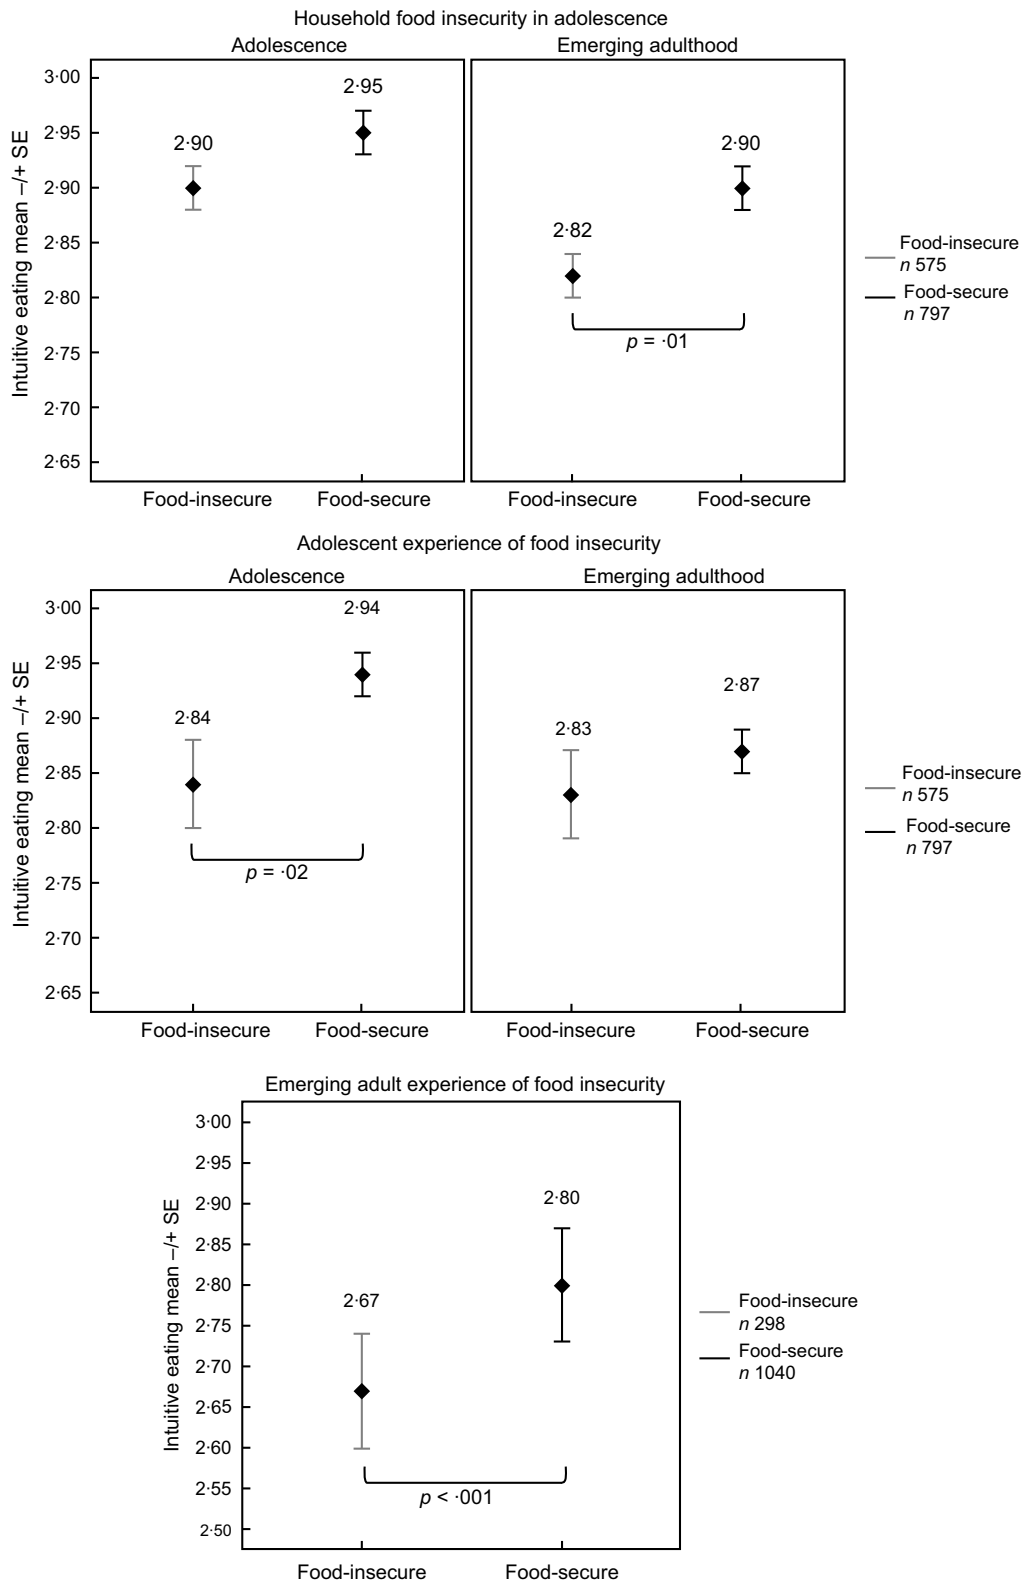 Household food insecurity in adolescence
Adolescence
Emerging adulthood
Intuitive eating mean –/+ SE
3·00
2·95
2·90
2·85
2·80
2·75
2·70
2·65
2·90
2·95
2·82
2·90
p = ·01
Food-insecure
Food-secure
Food-insecure
Food-secure
Food-insecure
n 575
Food-secure
n 797
Adolescent experience of food insecurity
Adolescence
Emerging adulthood
Intuitive eating mean –/+ SE
3·00
2·95
2·90
2·85
2·80
2·75
2·70
2·65
2·84
2·94
2·83
2·87
p = ·02
Food-insecure
Food-secure
Food-insecure
Food-secure
Food-insecure
n 575
Food-secure
n 797
Emerging adult experience of food insecurity
Intuitive eating mean –/+ SE
3·00
2·95
2·90
2·85
2·80
2·75
2·70
2·65
2·60
2·55
2·50
2·67
2·80
p < ·001
Food-insecure
Food-secure
Food-insecure
n 298
Food-secure
n 1040